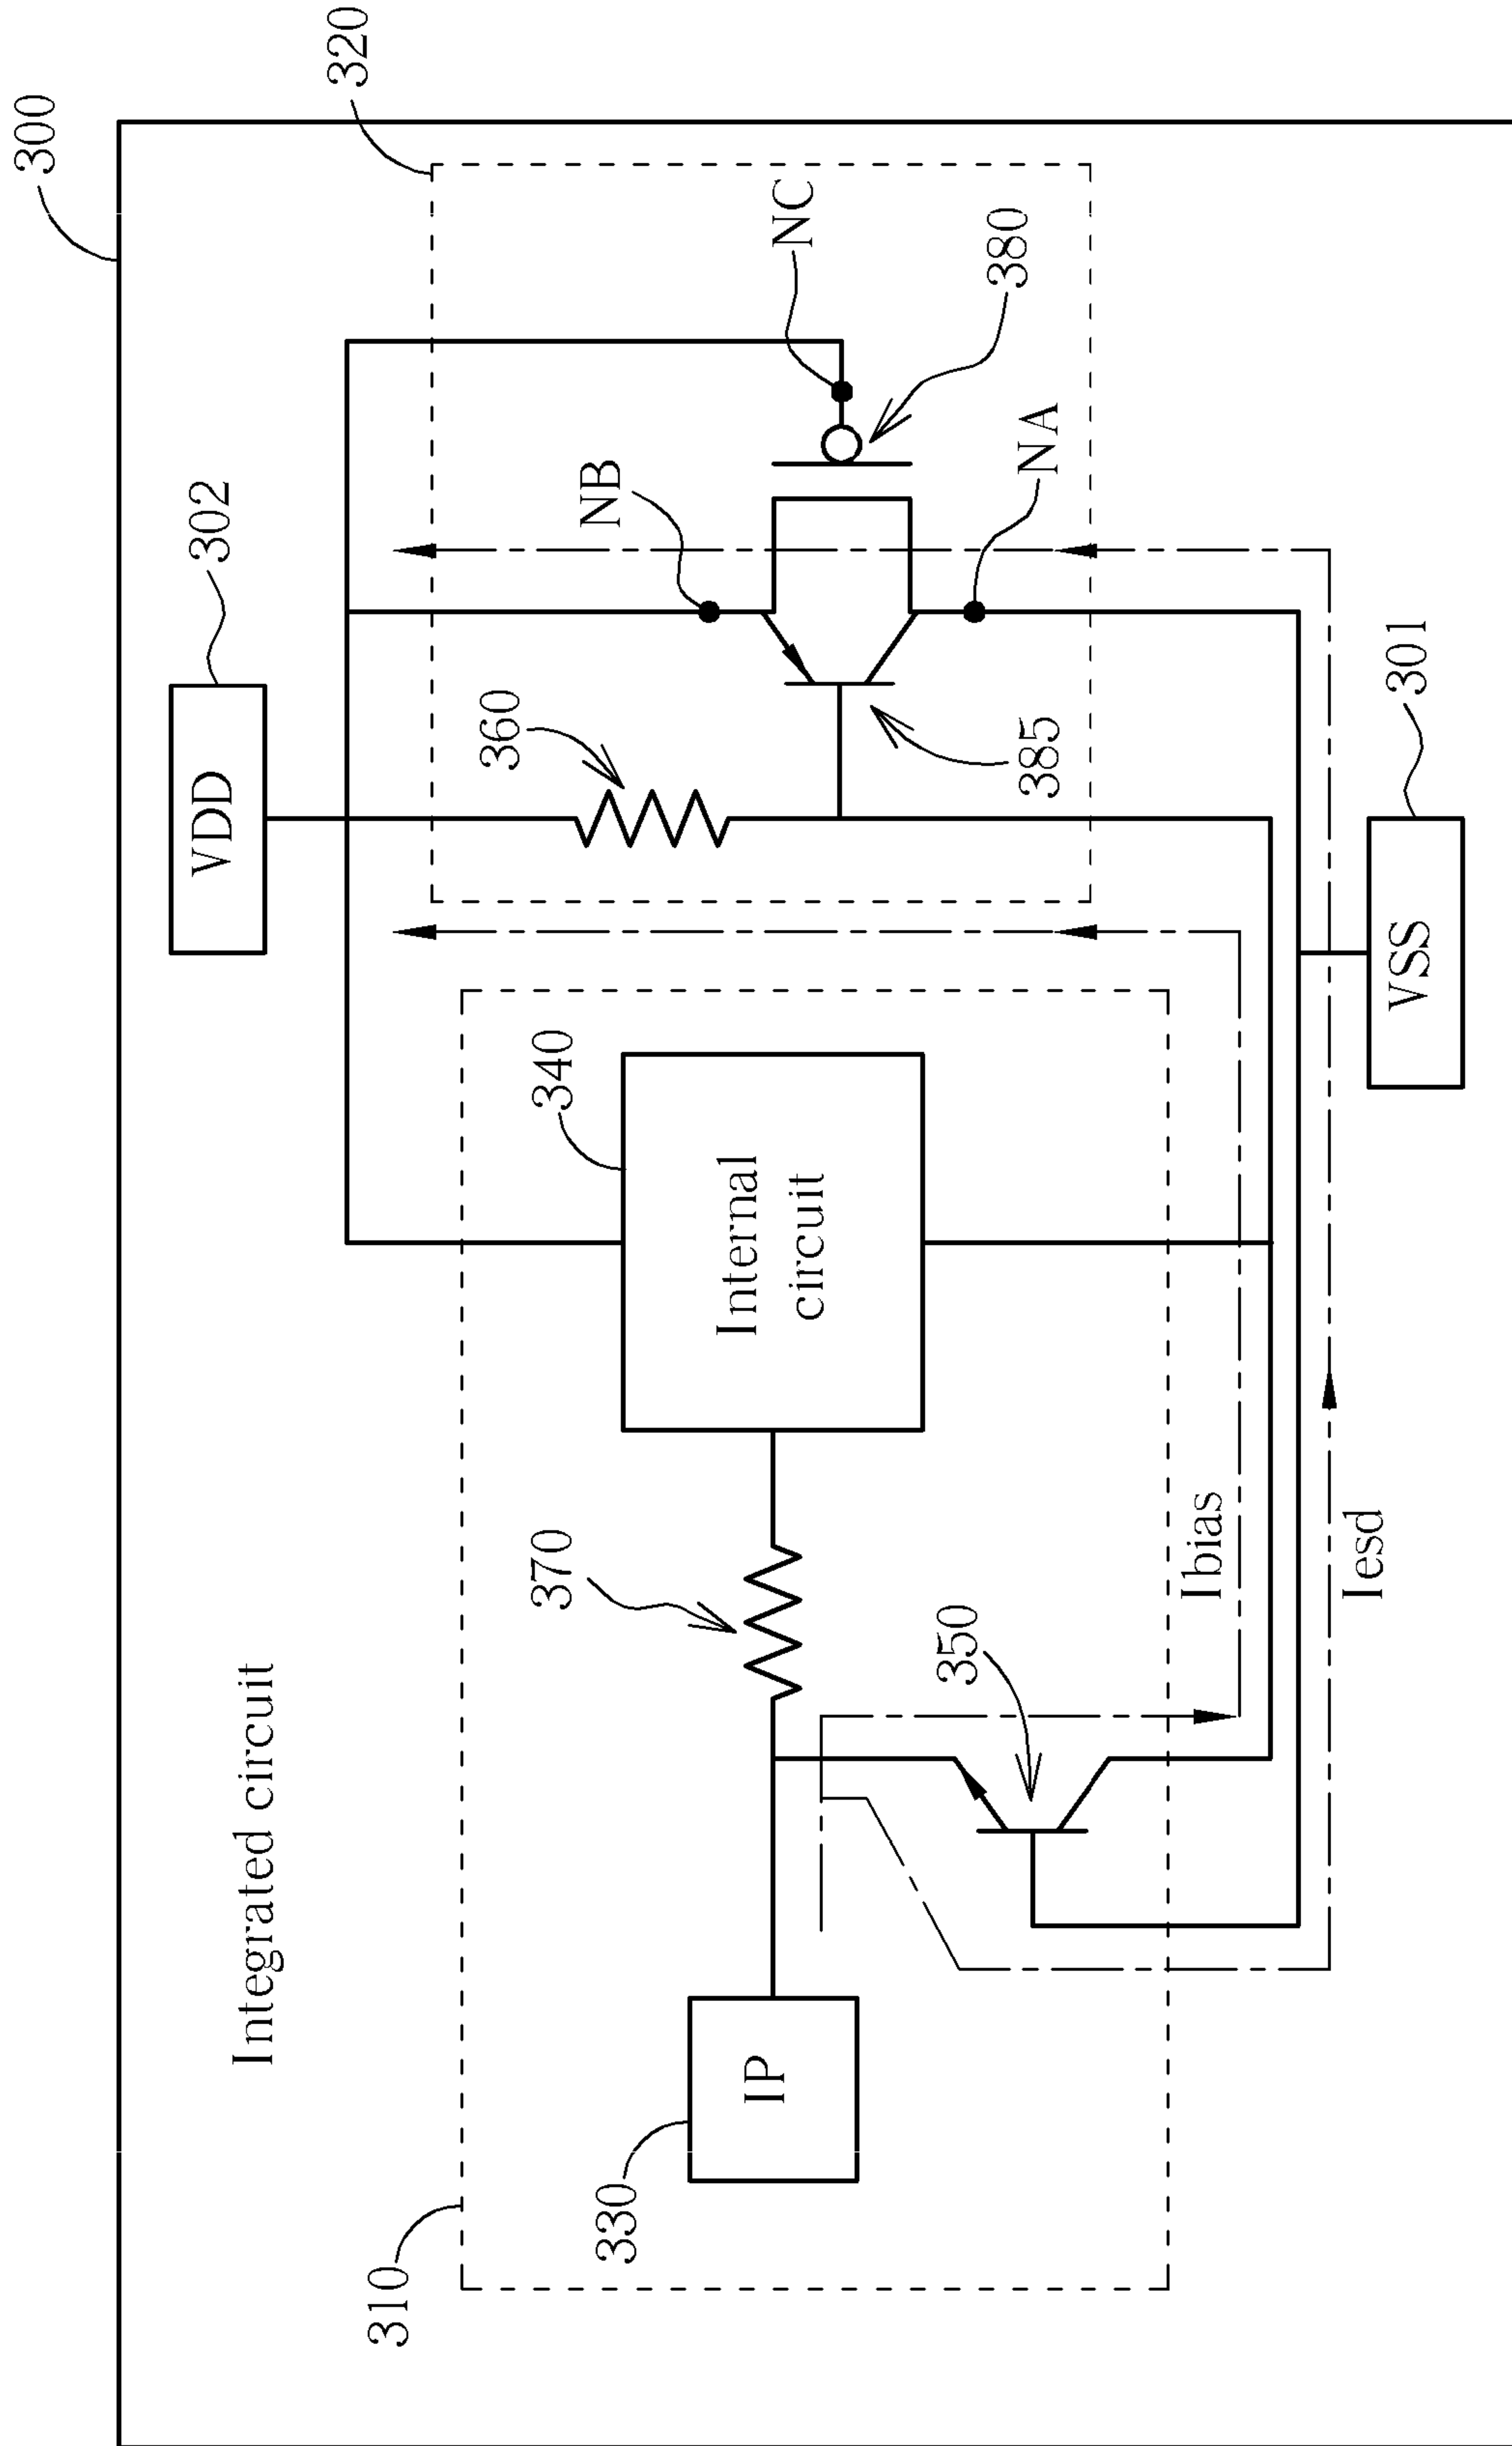 300
320
Integrated circuit
VDD
302
310
330
IP
370
340
Internal
circuit
360
NB
NC
380
385
NA
350
Ibias
Iesd
VSS
301